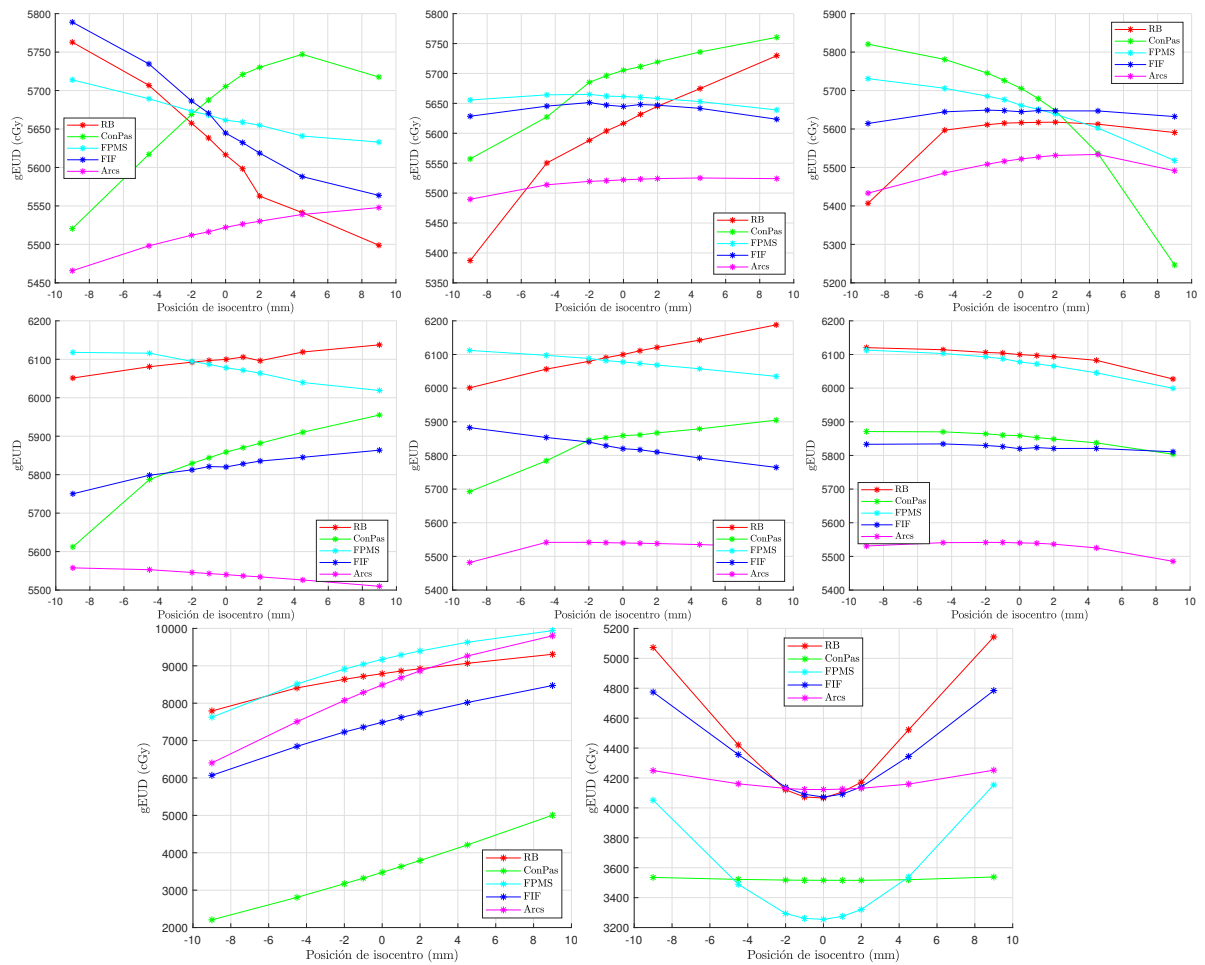 5800
5750
5700
5650
5600
5550
5500
5450
gEUD (cGy)
RB
ConPas
FPMS
FIF
Arcs
-10 -8 -6 -4 -2 0 2 4 6 8 10
Posición de isocentro (mm)
5800
5750
5700
5650
5600
5550
5500
5450
5400
5350
gEUD (cGy)
RB
ConPas
FPMS
FIF
Arcs
-10 -8 -6 -4 -2 0 2 4 6 8 10
Posición de isocentro (mm)
5900
5800
5700
5600
5500
5400
5300
5200
gEUD (cGy)
RB
ConPas
FPMS
FIF
Arcs
-10 -8 -6 -4 -2 0 2 4 6 8 10
Posición de isocentro (mm)
6200
6100
6000
5900
5800
5700
5600
5500
gEUD
RB
ConPas
FPMS
FIF
Arcs
-10 -8 -6 -4 -2 0 2 4 6 8 10
Posición de isocentro (mm)
6200
6100
6000
5900
5800
5700
5600
5500
5400
gEUD
RB
ConPas
FPMS
FIF
Arcs
-10 -8 -6 -4 -2 0 2 4 6 8 10
Posición de isocentro (mm)
6200
6100
6000
5900
5800
5700
5600
5500
5400
gEUD
RB
ConPas
FPMS
FIF
Arcs
-10 -8 -6 -4 -2 0 2 4 6 8 10
Posición de isocentro (mm)
10000
9000
8000
7000
6000
5000
4000
3000
2000
gEUD (cGy)
RB
ConPas
FPMS
FIF
Arcs
-10 -8 -6 -4 -2 0 2 4 6 8 10
Posición de isocentro (mm)
5200
5000
4800
4600
4400
4200
4000
3800
3600
3400
3200
gEUD (cGy)
RB
ConPas
FPMS
FIF
Arcs
-10 -8 -6 -4 -2 0 2 4 6 8 10
Posición de isocentro (mm)